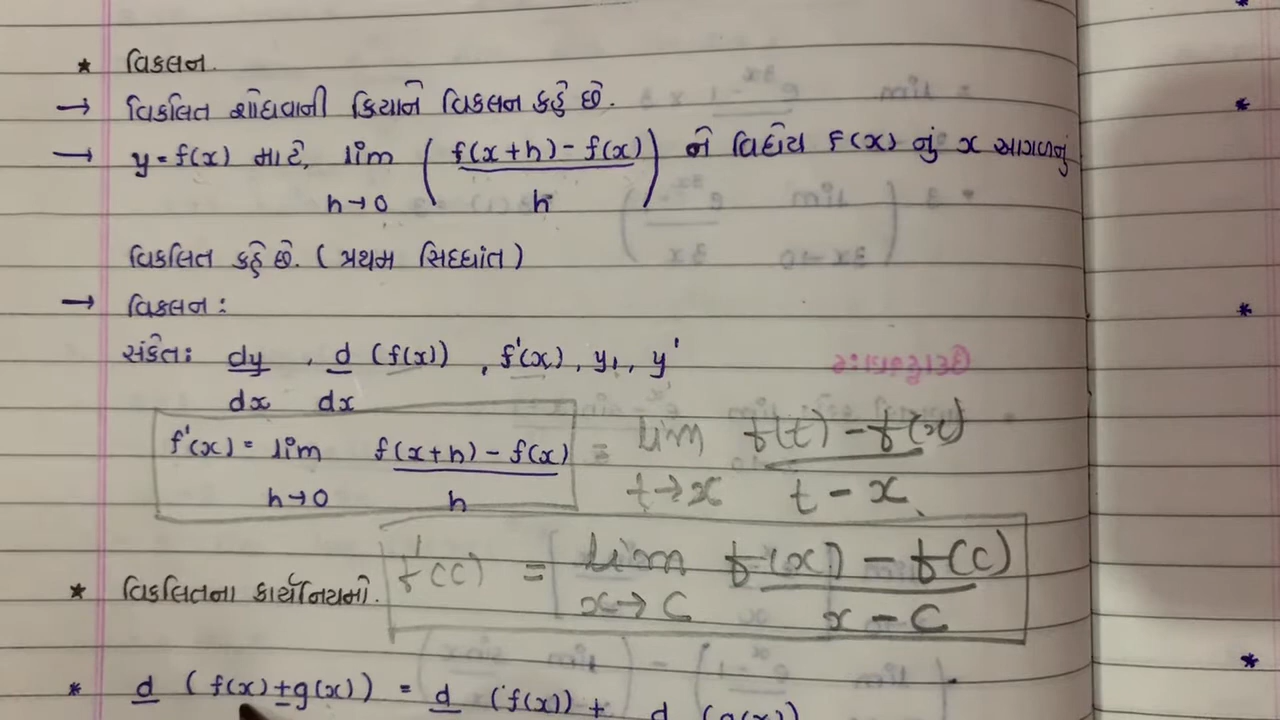 * વિકલન.
→ વિકલિત શોધવાની ક્રિયાને વિકલન કહે છે.
→ y = f(x) માટે, lim h→0 ( f(x+h) - f(x) / h ) ને વિધેય f(x) નું x આગળનું
વિકલિત કહે છે. (પ્રથમ સિદ્ધાંત)
→ વિકલન:
સંકેત: dy/dx , d/dx (f(x)) , f'(x), y₁, y'
f'(x) = lim h→0 f(x+h) - f(x) / h = lim t→x f(t) - f(x) / t - x
f'(c) = lim x→c f(x) - f(c) / x - c
* વિકલિતના કાર્યનિયમો.
* d (f(x) ± g(x)) = d (f(x)) ± d (g(x))